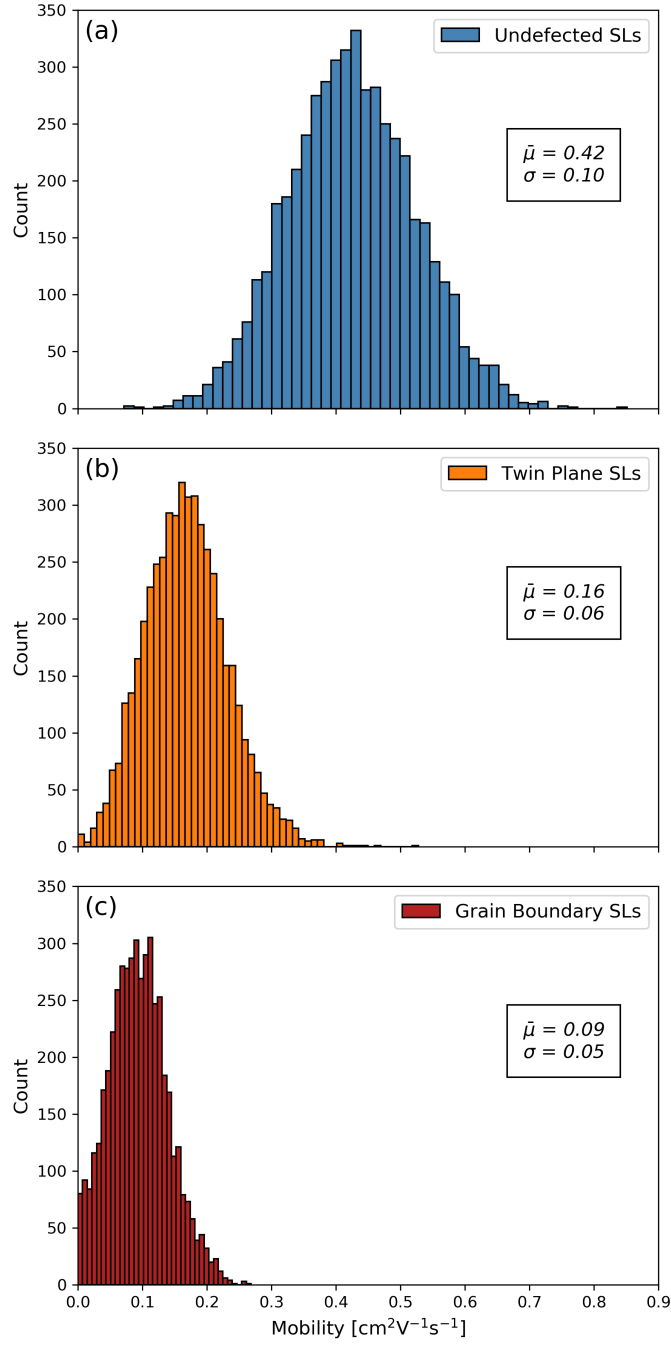 (a)
Undefected SLs
μ̄ = 0.42
σ = 0.10
Count
350
300
250
200
150
100
50
0
(b)
Twin Plane SLs
μ̄ = 0.16
σ = 0.06
Count
350
300
250
200
150
100
50
0
(c)
Grain Boundary SLs
μ̄ = 0.09
σ = 0.05
Count
350
300
250
200
150
100
50
0
0.0 0.1 0.2 0.3 0.4 0.5 0.6 0.7 0.8 0.9
Mobility [cm²V⁻¹s⁻¹]